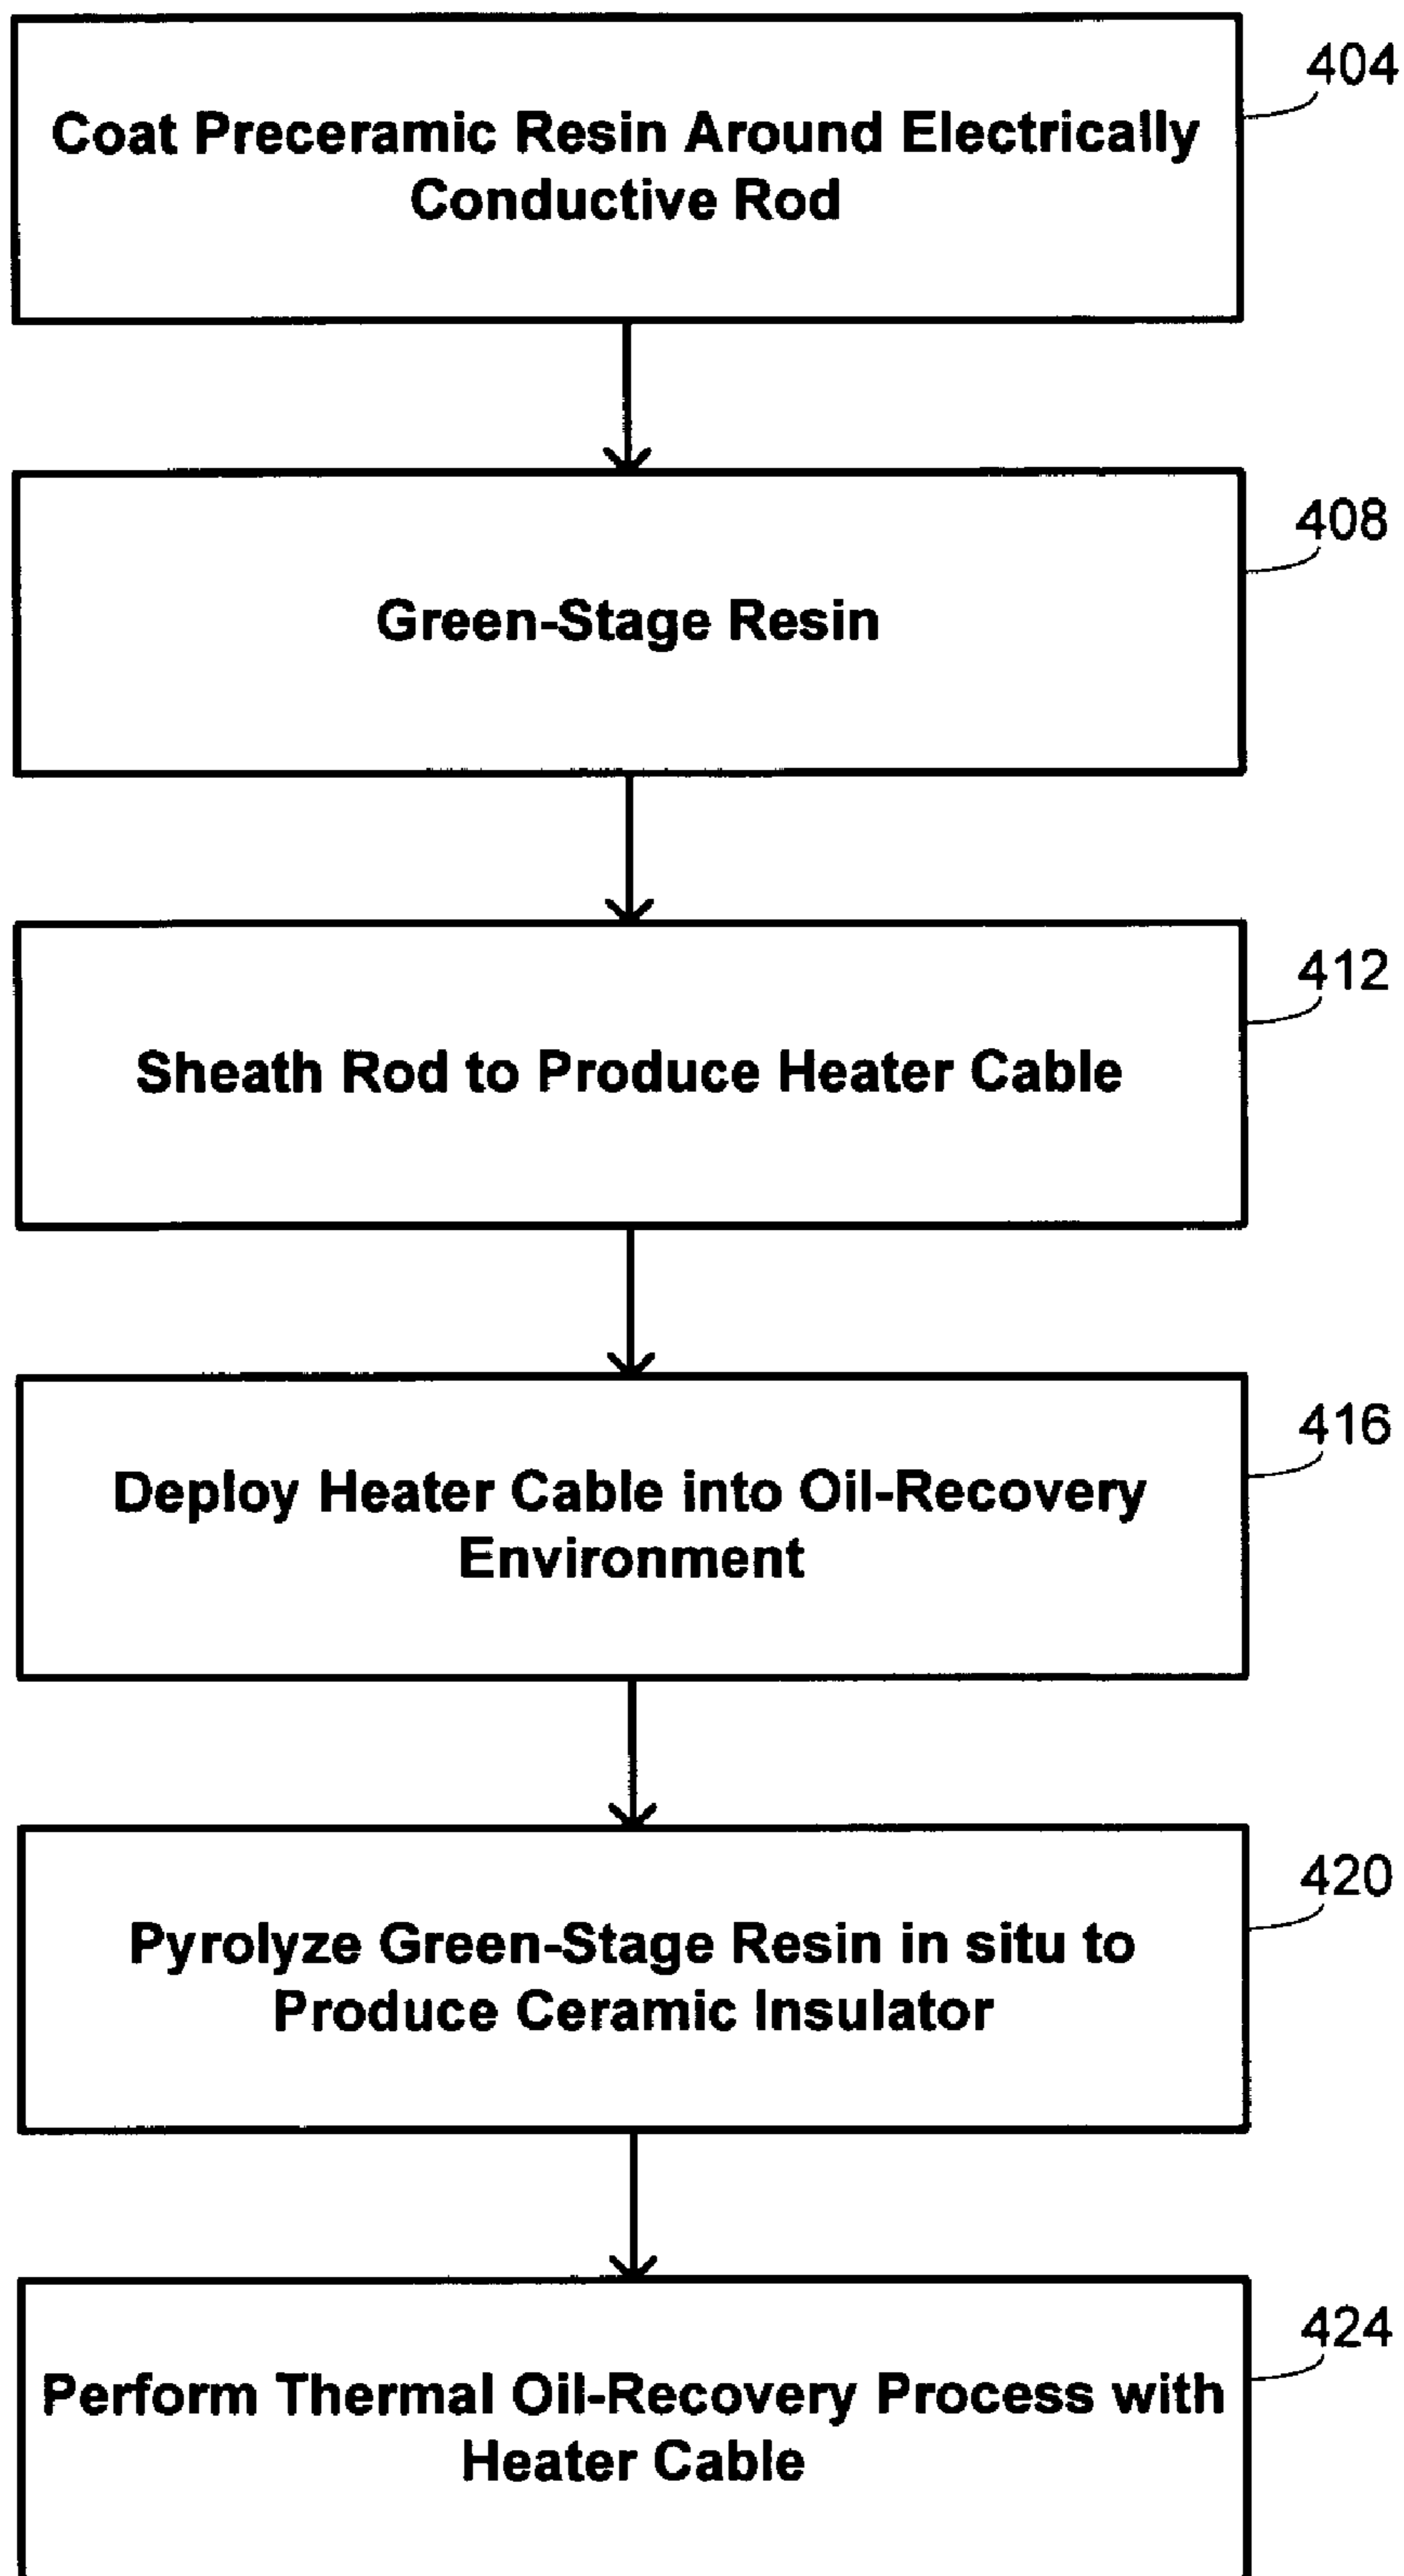 404
Coat Preceramic Resin Around Electrically
Conductive Rod
408
Green-Stage Resin
412
Sheath Rod to Produce Heater Cable
416
Deploy Heater Cable into Oil-Recovery
Environment
420
Pyrolyze Green-Stage Resin in situ to
Produce Ceramic Insulator
424
Perform Thermal Oil-Recovery Process with
Heater Cable